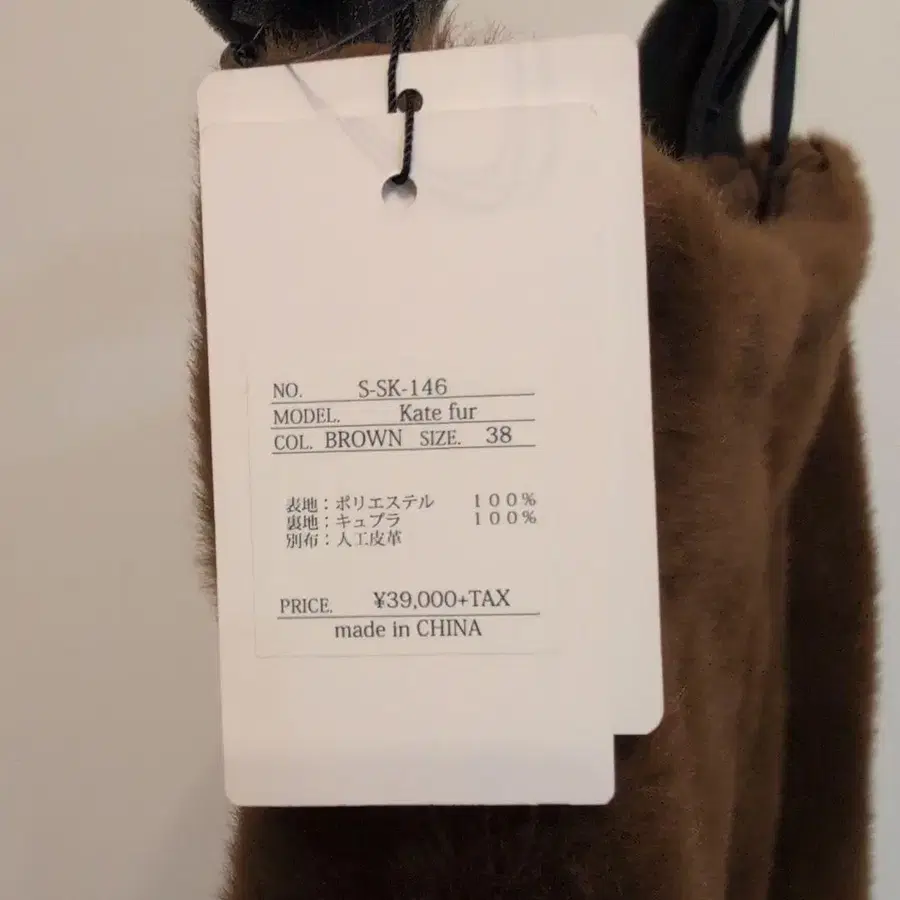 NO. S-SK-146
MODEL. Kate fur
COL. BROWN SIZE. 38
表地：ポリエステル 100%
裏地：キュプラ 100%
別布：人工皮革
PRICE. ¥39,000+TAX
made in CHINA